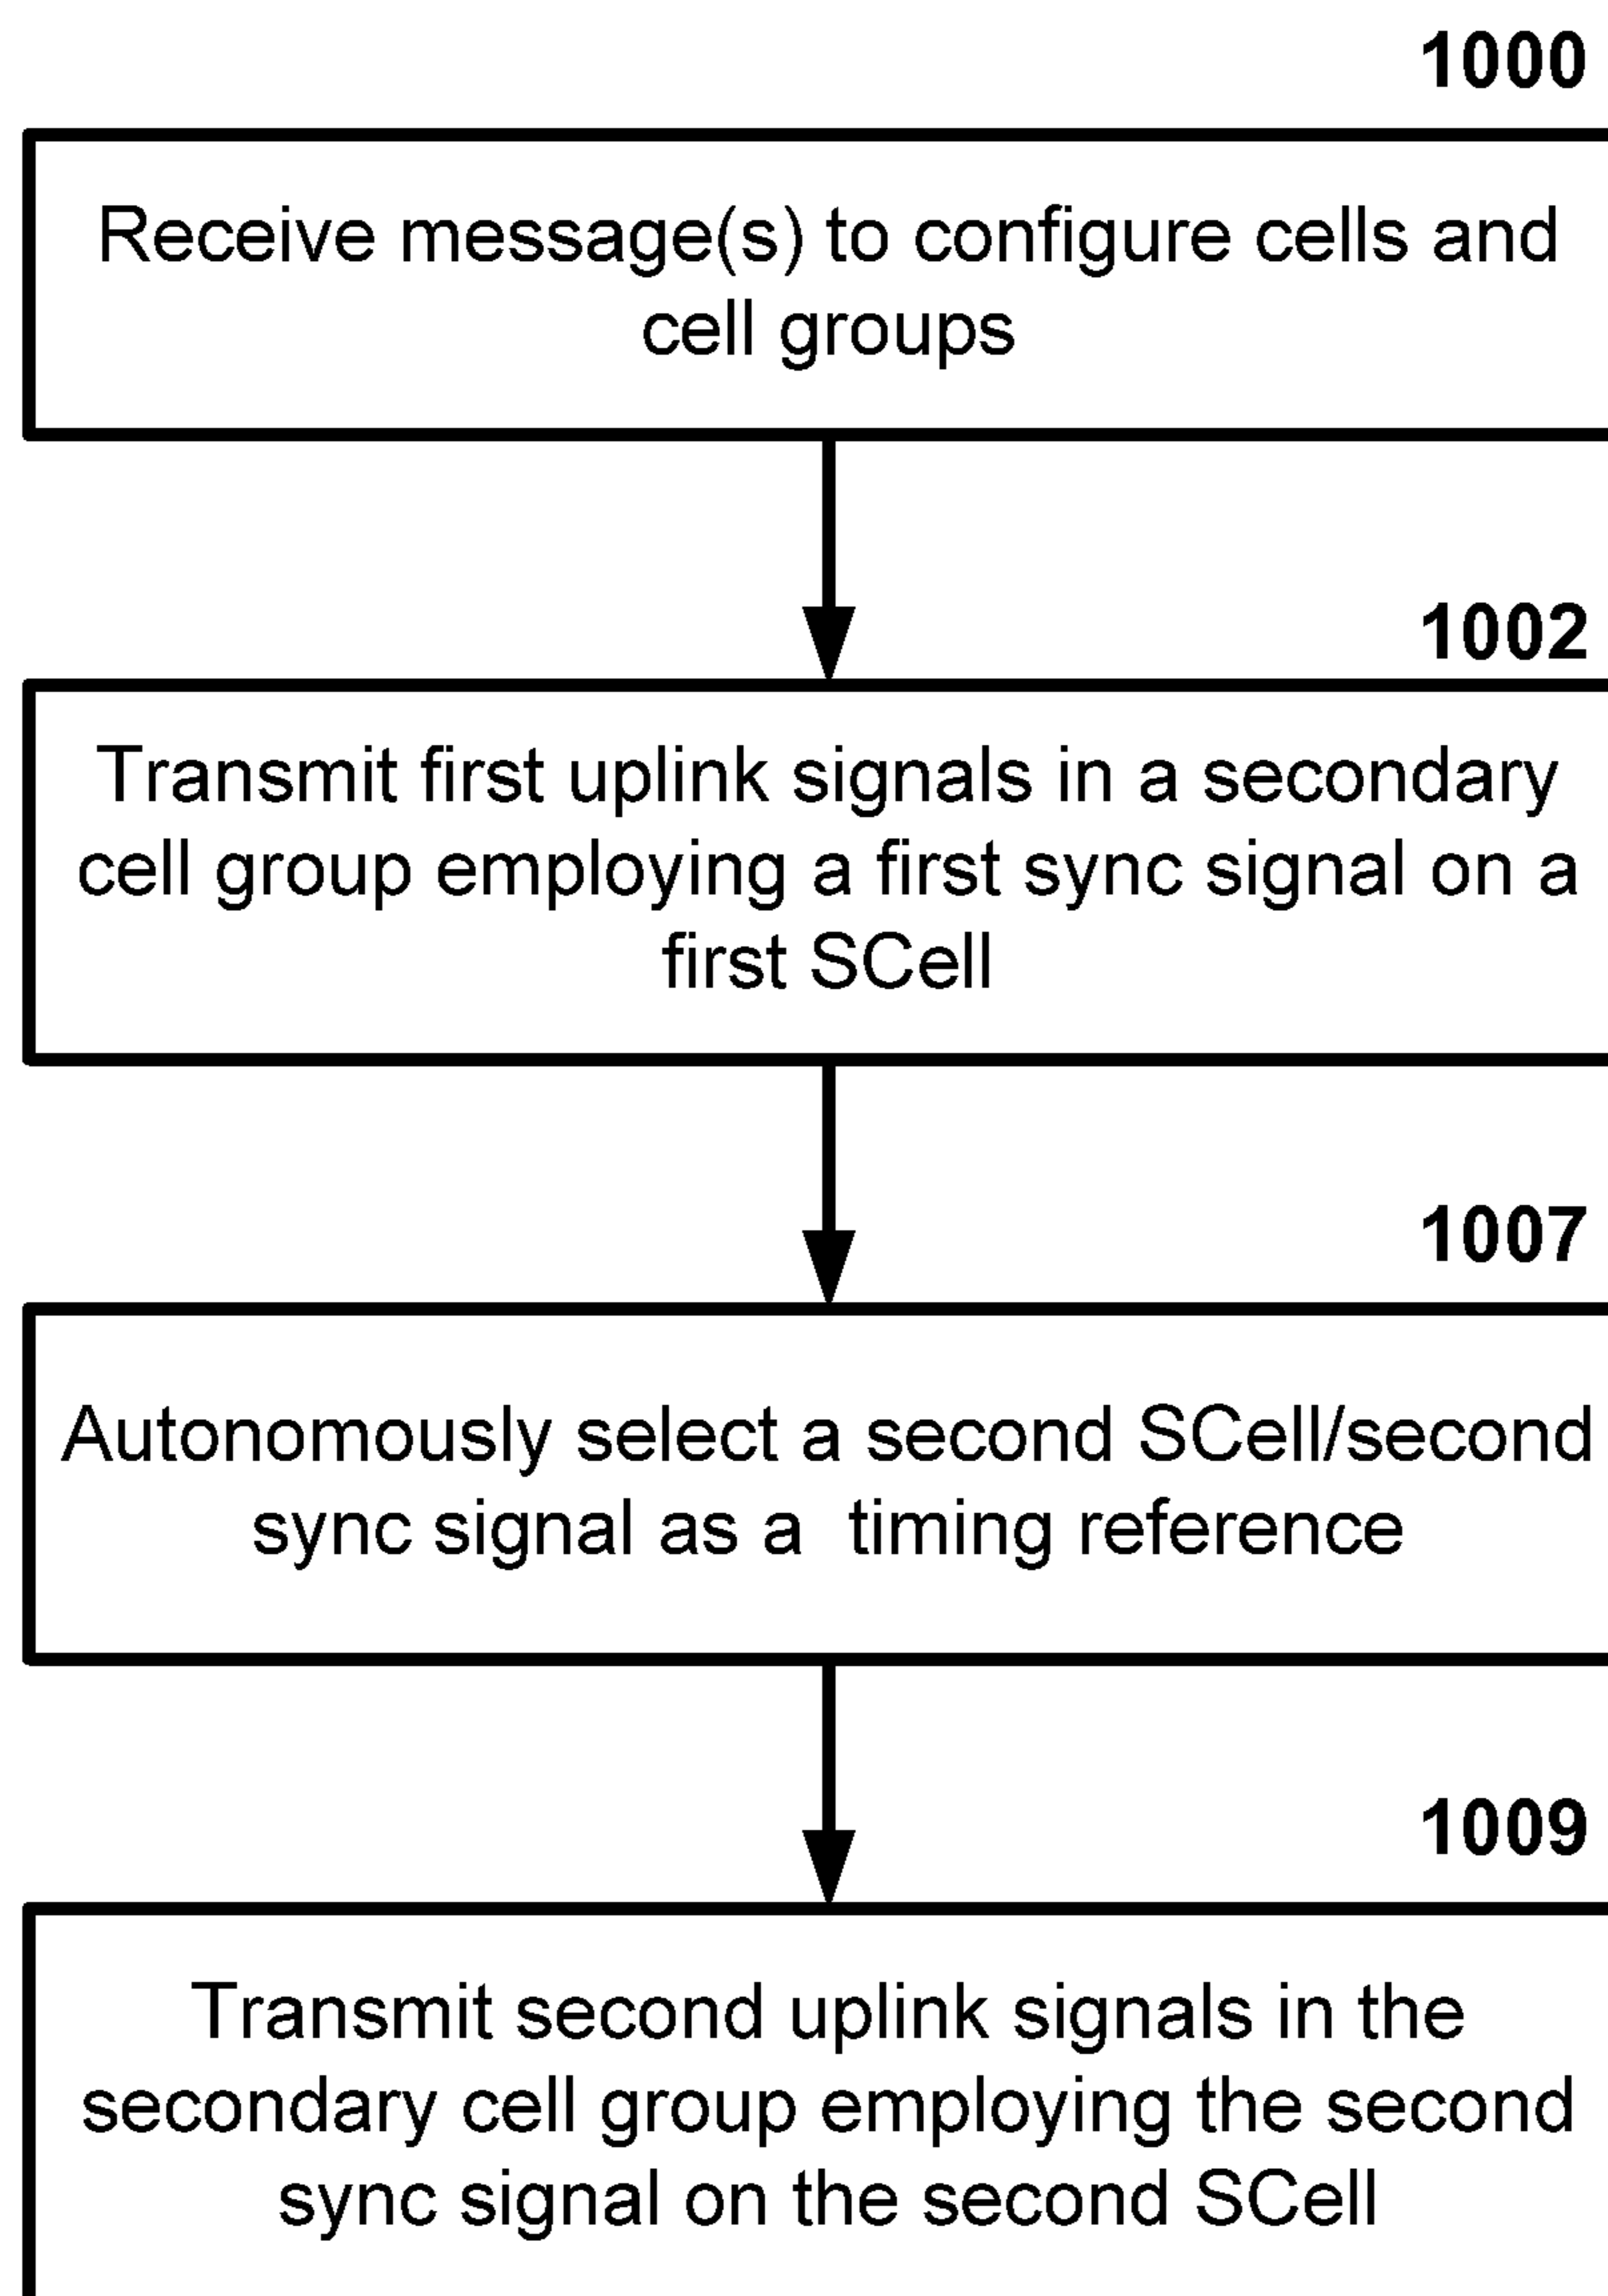 1000
Receive message(s) to configure cells and
cell groups
1002
Transmit first uplink signals in a secondary
cell group employing a first sync signal on a
first SCell
1007
Autonomously select a second SCell/second
sync signal as a  timing reference
1009
Transmit second uplink signals in the
secondary cell group employing the second
sync signal on the second SCell